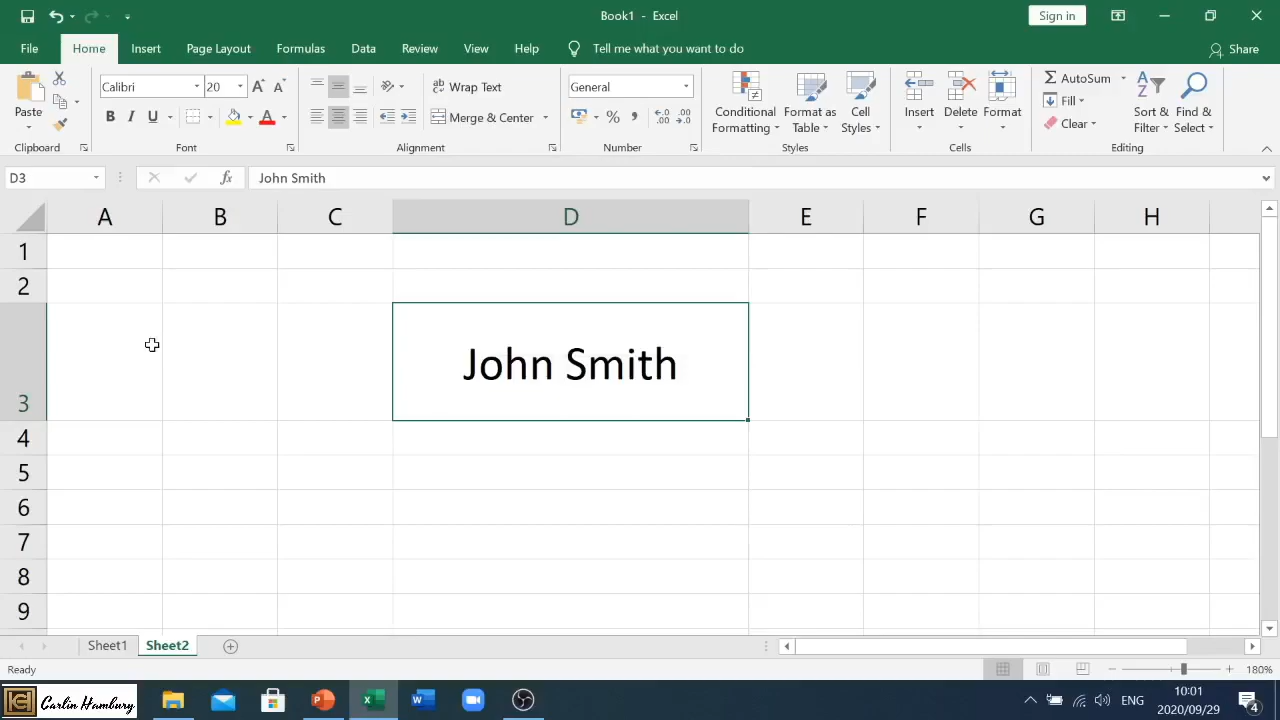 Book1 - Excel
Sign in
File Home Insert Page Layout Formulas Data Review View Help Tell me what you want to do Share
Paste
Calibri 20
B I U A
Wrap Text
Merge & Center
General
Conditional Formatting
Format as Table
Cell Styles
Insert Delete Format
AutoSum
Fill
Clear
Sort & Filter
Find & Select
Clipboard Font Alignment Number Styles Cells Editing
D3 fx John Smith
A B C D E F G H
1
2
John Smith
3
4
5
6
7
8
9
Sheet1 Sheet2
Ready 180%
Carlin Hambury ENG 10:01
2020/09/29 4